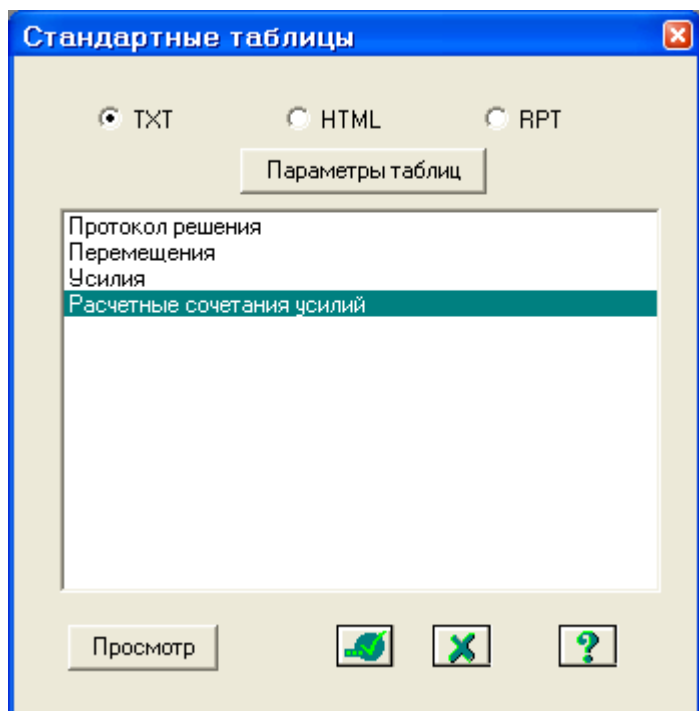 Стандартные таблицы
TXT HTML RPT
Параметры таблиц
Протокол решения
Перемещения
Усилия
Расчетные сочетания усилий
Просмотр
?